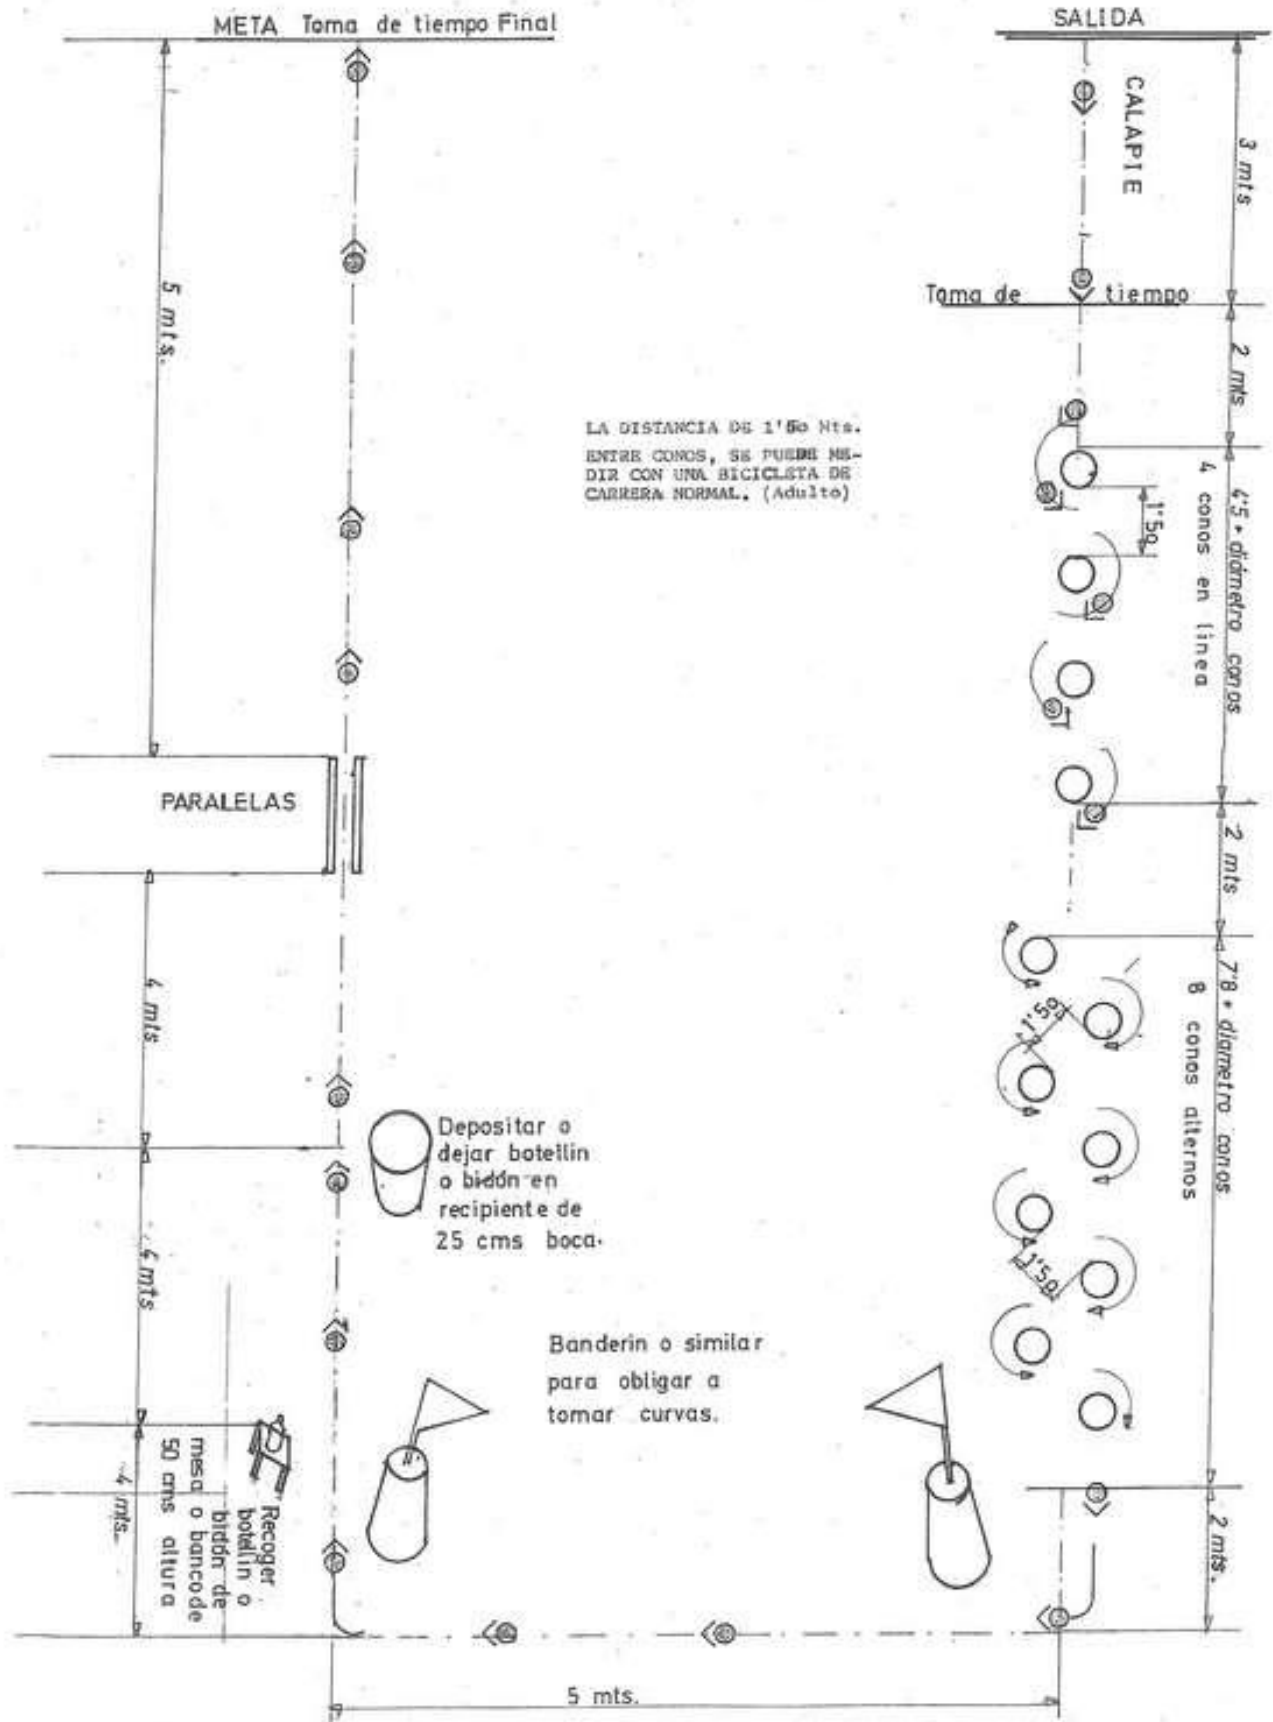 META Toma de tiempo Final
SALIDA
CALAPIE
3 mts
Toma de tiempo
2 mts
5 mts.
LA DISTANCIA DE 1'50 Mts.
ENTRE CONOS, SE PUEDE ME-
DIR CON UNA BICICLETA DE
CARRERA NORMAL. (Adulto)
1'50
4 conos en linea
4'5 + diámetro conos
2 mts
PARALELAS
7'8 + diametro conos
8 conos alternos
1'50
1'50
4 mts
Depositar o
dejar botellin
o bidón en
recipiente de
25 cms boca.
4 mts
Banderin o similar
para obligar a
tomar curvas.
Recoger
botellin o
bidón de
mesa o banco de
50 cms altura
4 mts.
2 mts.
5 mts.